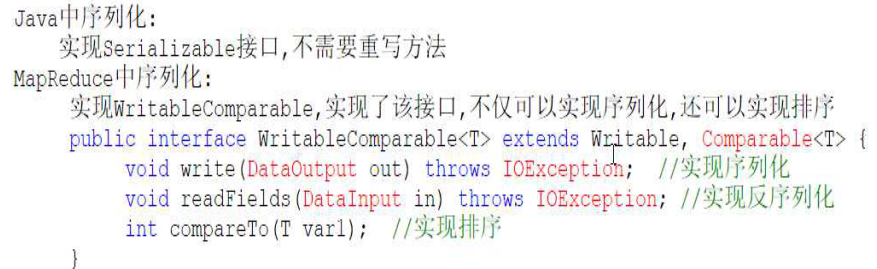 Java中序列化:
实现Serializable接口,不需要重写方法
MapReduce中序列化:
实现WritableComparable,实现了该接口,不仅可以实现序列化,还可以实现排序
public interface WritableComparable<T> extends Writable, Comparable<T> {
void write(DataOutput out) throws IOException; //实现序列化
void readFields(DataInput in) throws IOException; //实现反序列化
int compareTo(T var1); //实现排序
}